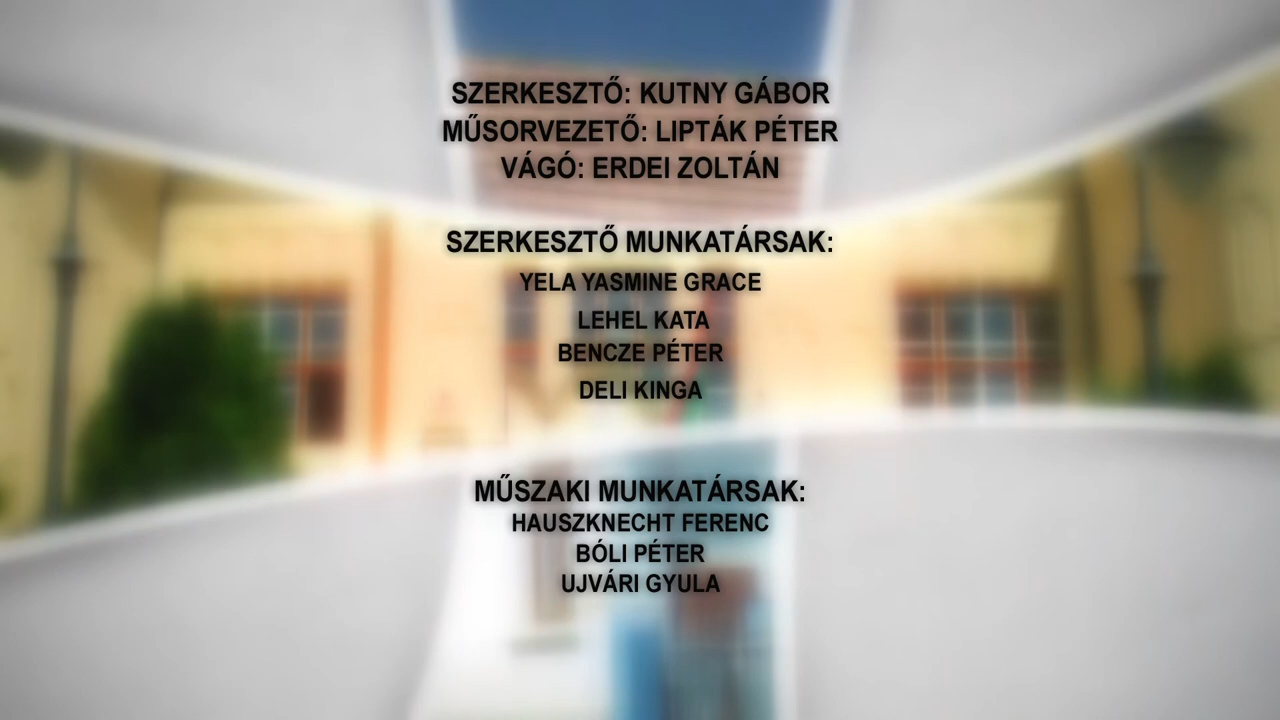 SZERKESZTŐ: KUTNY GÁBOR
MŰSORVEZETŐ: LIPTÁK PÉTER
VÁGÓ: ERDEI ZOLTÁN
SZERKESZTŐ MUNKATÁRSAK:
YELA YASMINE GRACE
LEHEL KATA
BENCZE PÉTER
DELI KINGA
MŰSZAKI MUNKATÁRSAK:
HAUSZKNECHT FERENC
BÓLI PÉTER
UJVÁRI GYULA